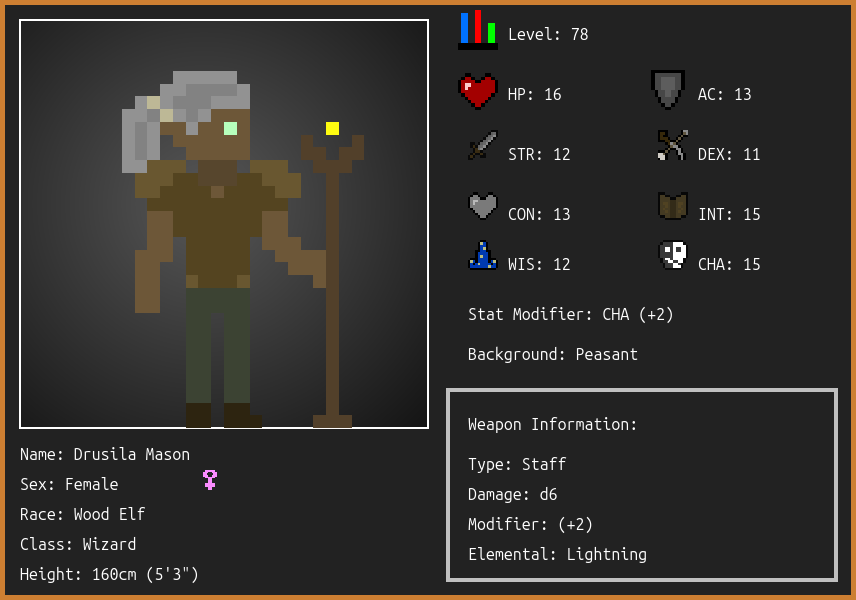 Level: 78
HP: 16
AC: 13
STR: 12
DEX: 11
CON: 13
INT: 15
WIS: 12
CHA: 15
Stat Modifier: CHA (+2)
Background: Peasant
Weapon Information:
Type: Staff
Damage: d6
Modifier: (+2)
Elemental: Lightning
Name: Drusila Mason
Sex: Female
Race: Wood Elf
Class: Wizard
Height: 160cm (5'3")